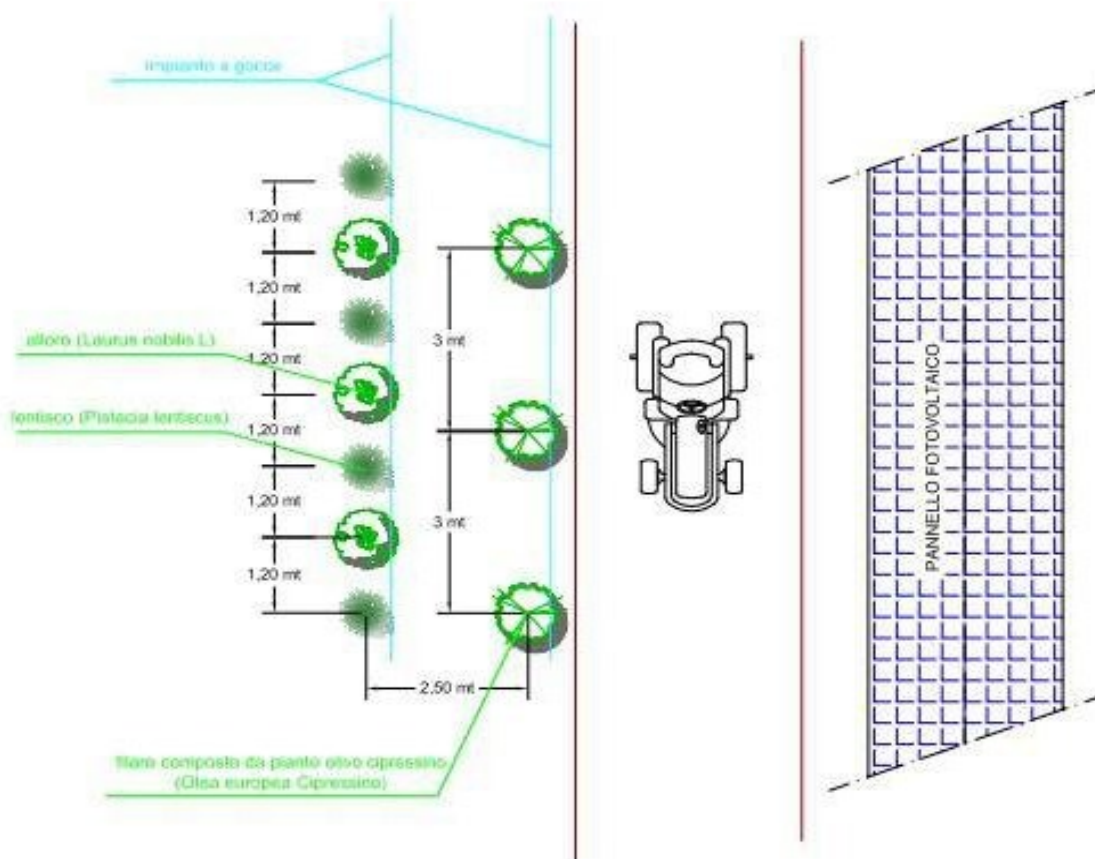 impianto a gocce
1,20 mt
1,20 mt
alloro (Laurus nobilis L)
1,20 mt
3 mt
lentisco (Pistacia lentiscus)
1,20 mt
1,20 mt
3 mt
1,20 mt
2,50 mt
filare composto da piante olivo cipressino
(Olea europea Cipressino)
PANNELLO FOTOVOLTAICO